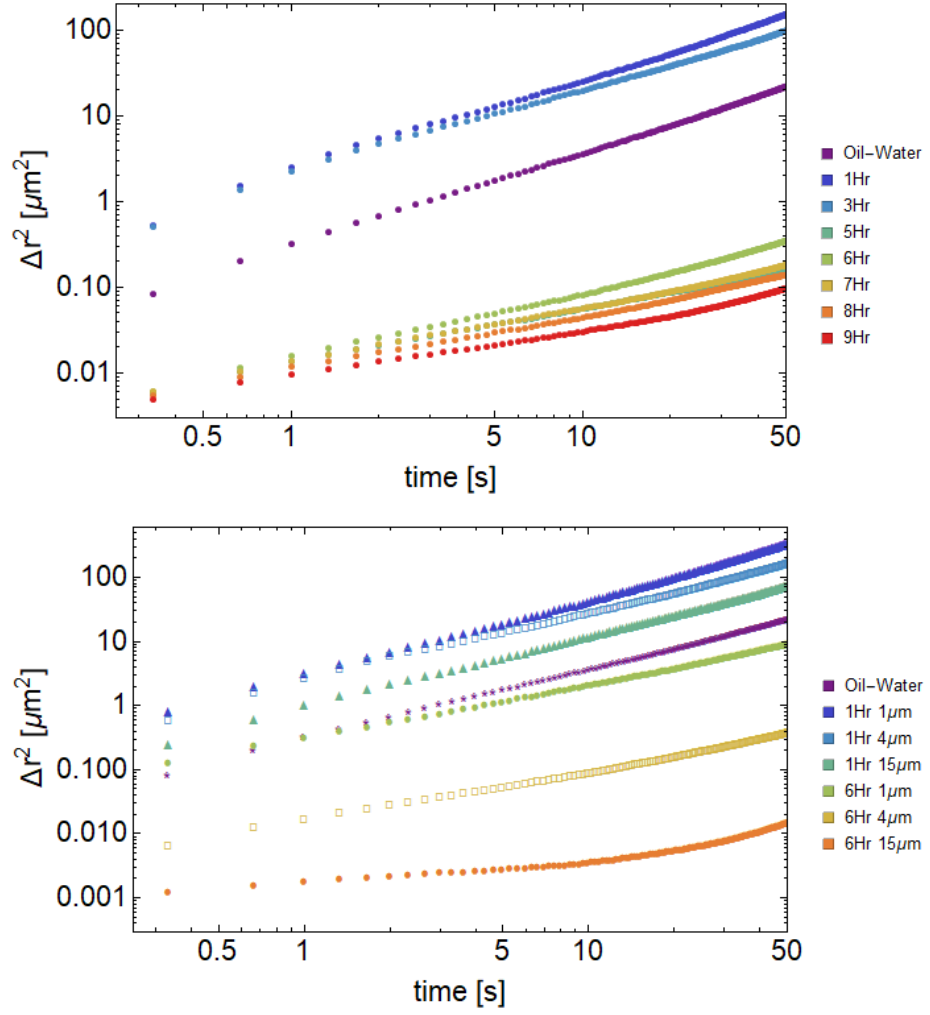 100
10
1
0.10
0.01
Δr² [μm²]
0.5 1 5 10 50
time [s]
Oil-Water
1Hr
3Hr
5Hr
6Hr
7Hr
8Hr
9Hr
100
10
1
0.100
0.010
0.001
Δr² [μm²]
0.5 1 5 10 50
time [s]
Oil-Water
1Hr 1μm
1Hr 4μm
1Hr 15μm
6Hr 1μm
6Hr 4μm
6Hr 15μm